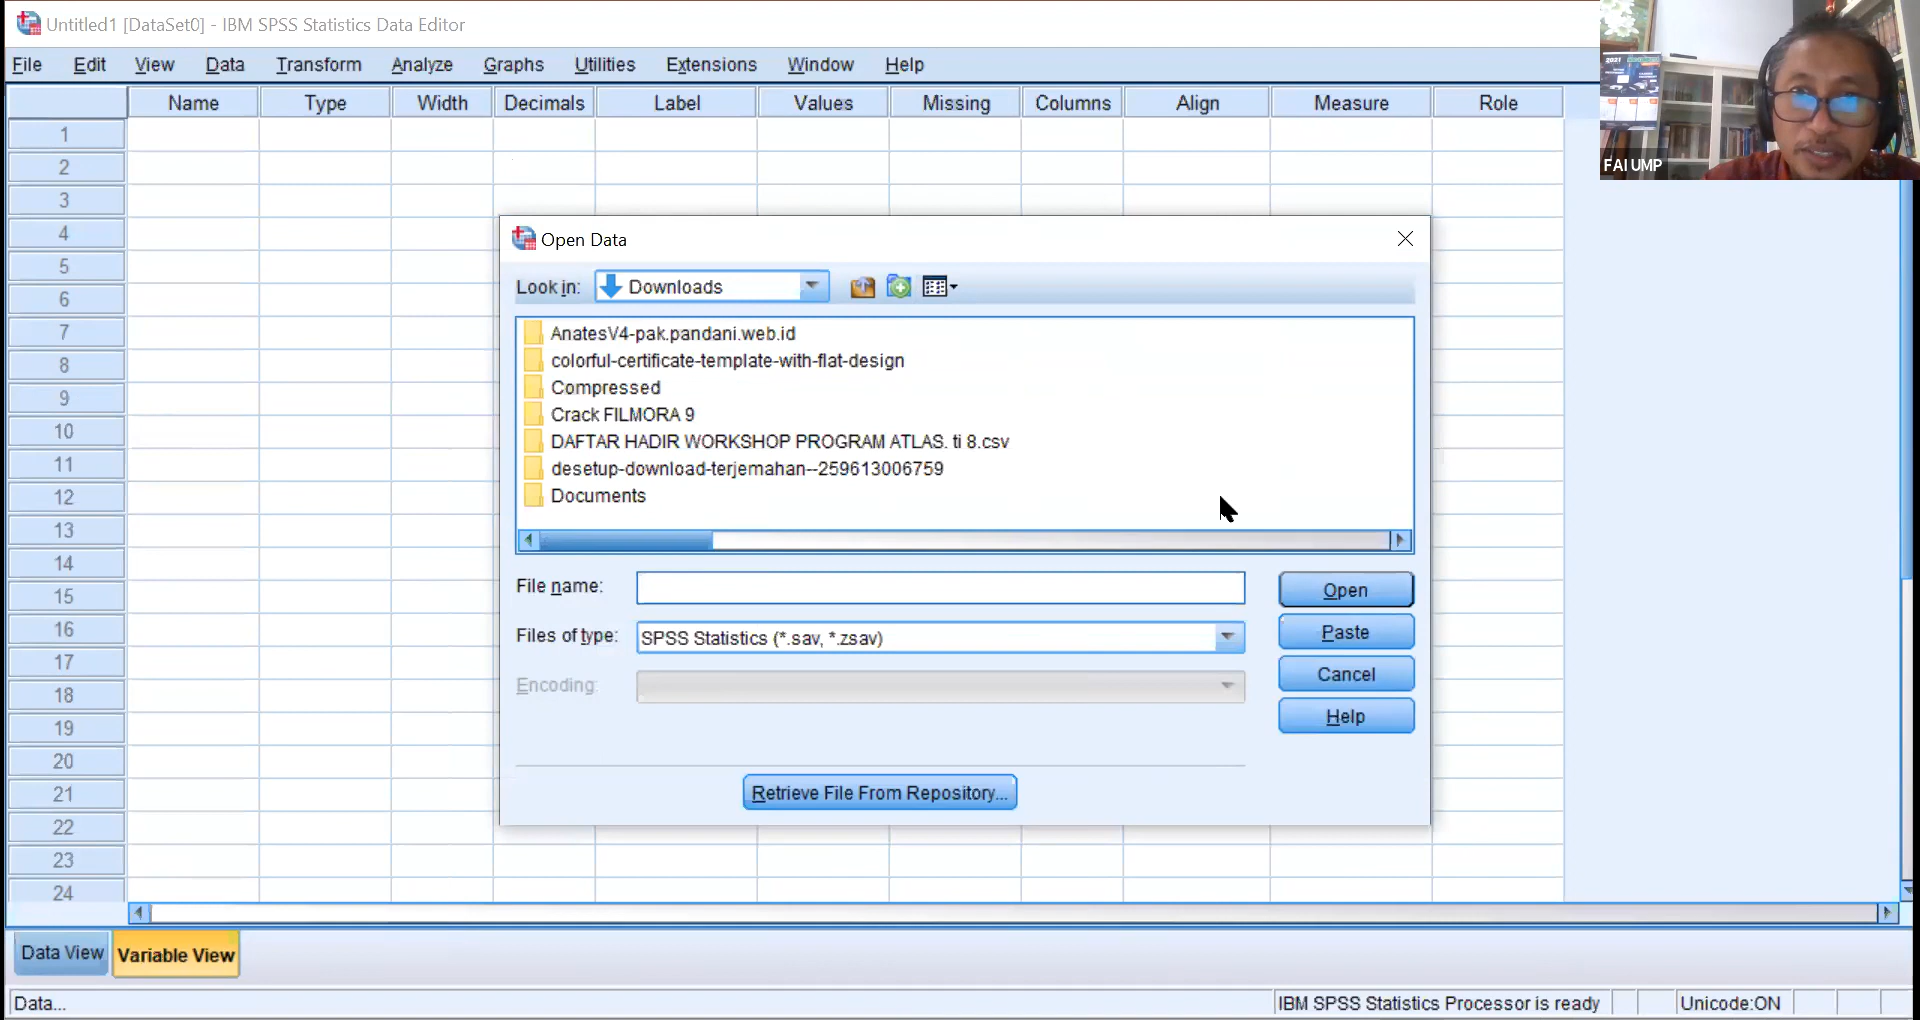 Untitled1 [DataSet0] - IBM SPSS Statistics Data Editor
File Edit View Data Transform Analyze Graphs Utilities Extensions Window Help
Name Type Width Decimals Label Values Missing Columns Align Measure Role
2021
FAI UMP
1
2
3
4
5
6
7
8
9
10
11
12
13
14
15
16
17
18
19
20
21
22
23
24
Open Data
Look in: Downloads
AnatesV4-pak.pandani.web.id
colorful-certificate-template-with-flat-design
Compressed
Crack FILMORA 9
DAFTAR HADIR WORKSHOP PROGRAM ATLAS. ti 8.csv
desetup-download-terjemahan--259613006759
Documents
File name: Open
Files of type: SPSS Statistics (*.sav, *.zsav) Paste
Encoding: Cancel
Help
Retrieve File From Repository...
Data View Variable View
Data... IBM SPSS Statistics Processor is ready Unicode:ON